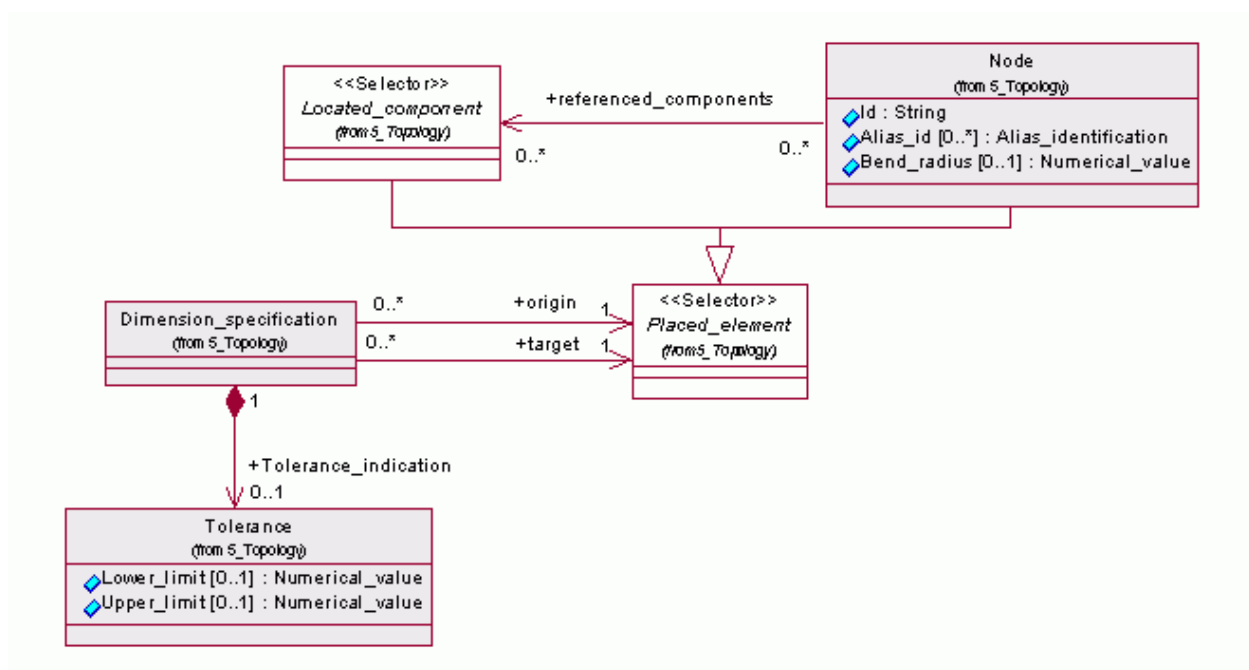 <<Selector>>
Located_component
(from 5_Topology)
+referenced_components
0..*
0..*
Node
(from 5_Topology)
Id : String
Alias_id [0..*] : Alias_identification
Bend_radius [0..1] : Numerical_value
Dimension_specification
(from 5_Topology)
0..*
+origin
1
0..*
+target
1
<<Selector>>
Placed_element
(from 5_Topology)
1
+Tolerance_indication
0..1
Tolerance
(from 5_Topology)
Lower_limit [0..1] : Numerical_value
Upper_limit [0..1] : Numerical_value